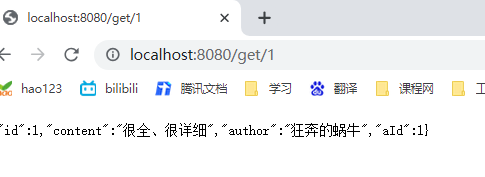 localhost:8080/get/1
localhost:8080/get/1
hao123 bilibili 腾讯文档 学习 翻译 课程网
"id":1,"content":"很全、很详细","author":"狂奔的蜗牛","aId":1}